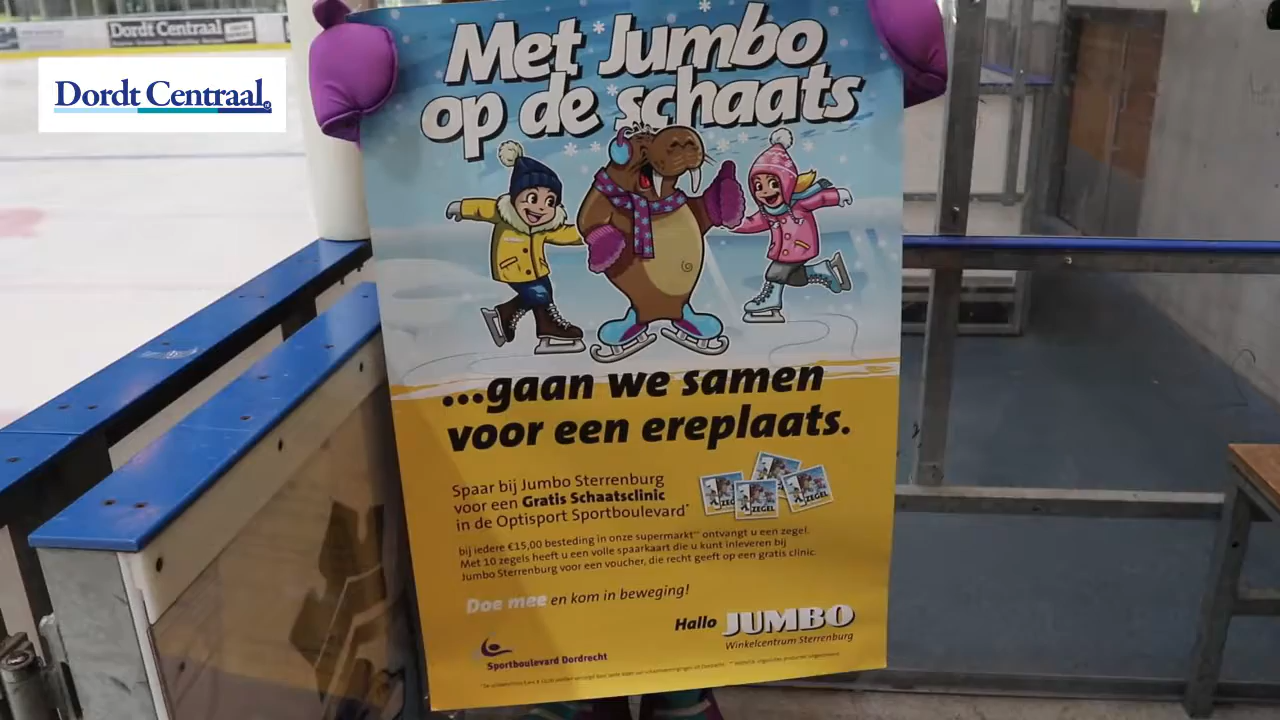 Dordt Centraal
Dordt Centraal
Met Jumbo
op de schaats
...gaan we samen
voor een ereplaats.
Spaar bij Jumbo Sterrenburg
voor een Gratis Schaatsclinic
in de Optisport Sportboulevard*
ZEGEL
ZEGEL
bij iedere €15,00 besteding in onze supermarkt** ontvangt u een zegel.
Met 10 zegels heeft u een volle spaarkaart die u kunt inleveren bij
Jumbo Sterrenburg voor een voucher, die recht geeft op een gratis clinic.
Doe mee en kom in beweging!
Hallo JUMBO
Winkelcentrum Sterrenburg
Sportboulevard Dordrecht